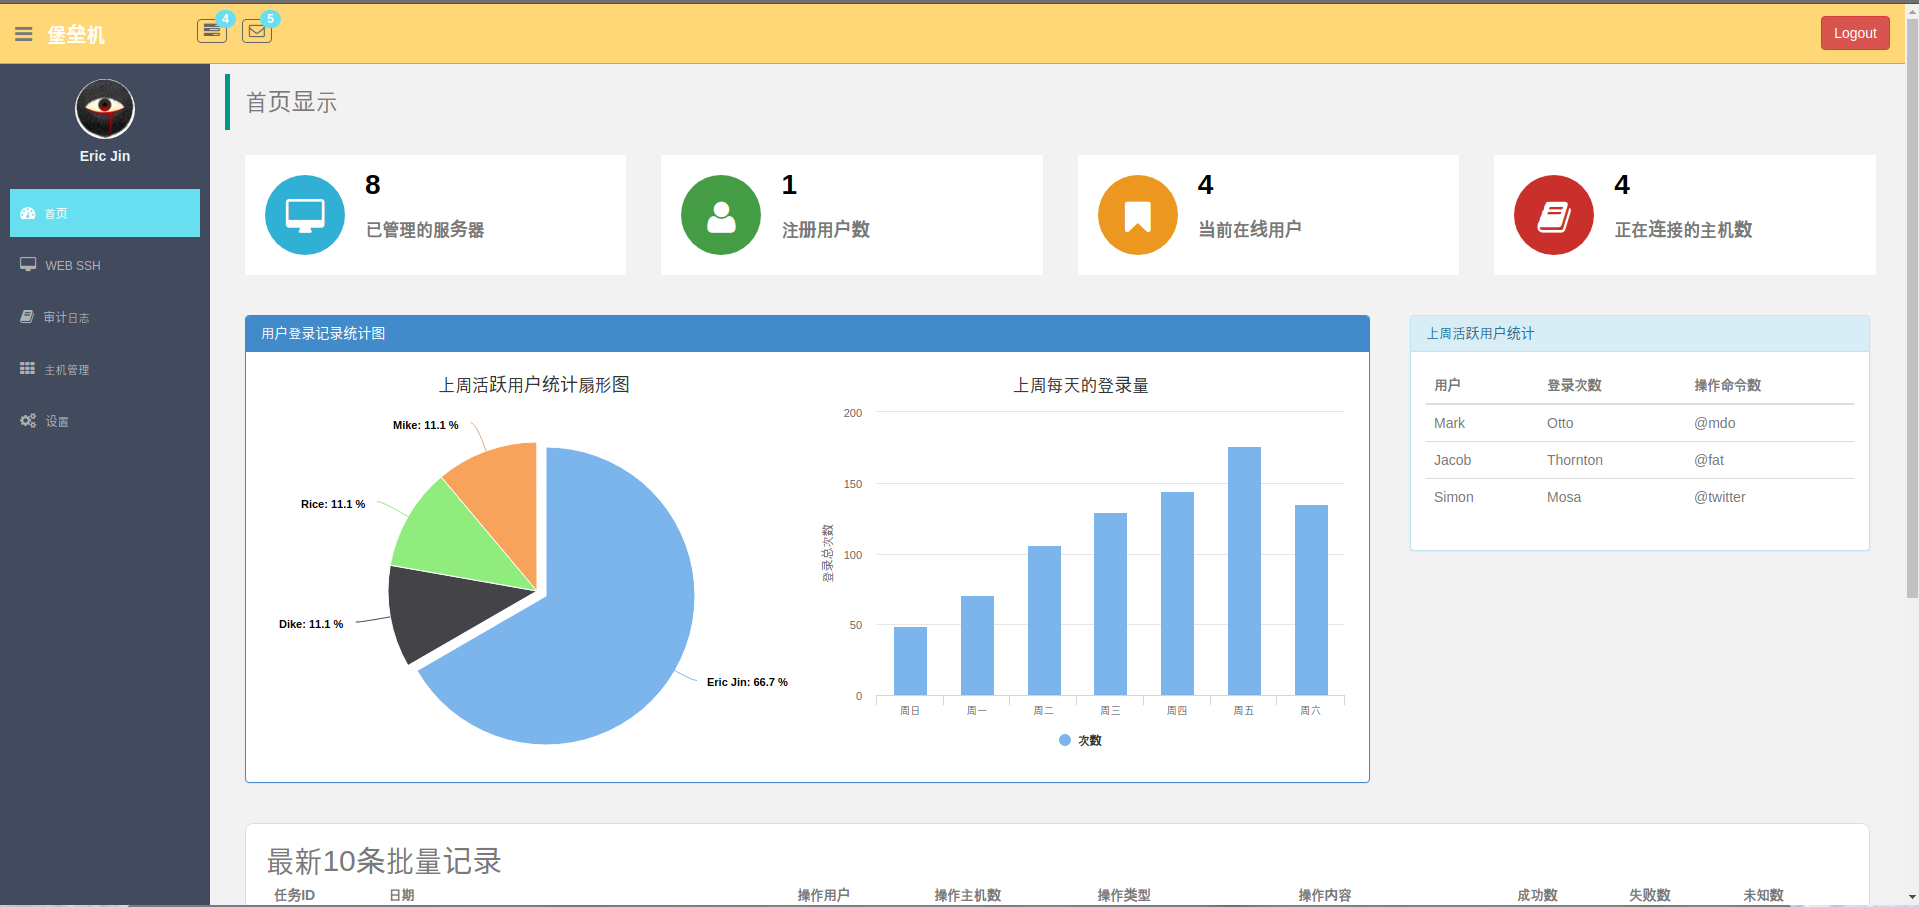 堡垒机
4
5
Logout
Eric Jin
首页
WEB SSH
审计日志
主机管理
设置
首页显示
8
已管理的服务器
1
注册用户数
4
当前在线用户
4
正在连接的主机数
用户登录记录统计图
上周活跃用户统计扇形图
Mike: 11.1 %
Rice: 11.1 %
Dike: 11.1 %
Eric Jin: 66.7 %
上周每天的登录量
登录总次数
200
150
100
50
0
周日 周一 周二 周三 周四 周五 周六
次数
上周活跃用户统计
用户 登录次数 操作命令数
Mark Otto @mdo
Jacob Thornton @fat
Simon Mosa @twitter
最新10条批量记录
任务ID 日期 操作用户 操作主机数 操作类型 操作内容 成功数 失败数 未知数